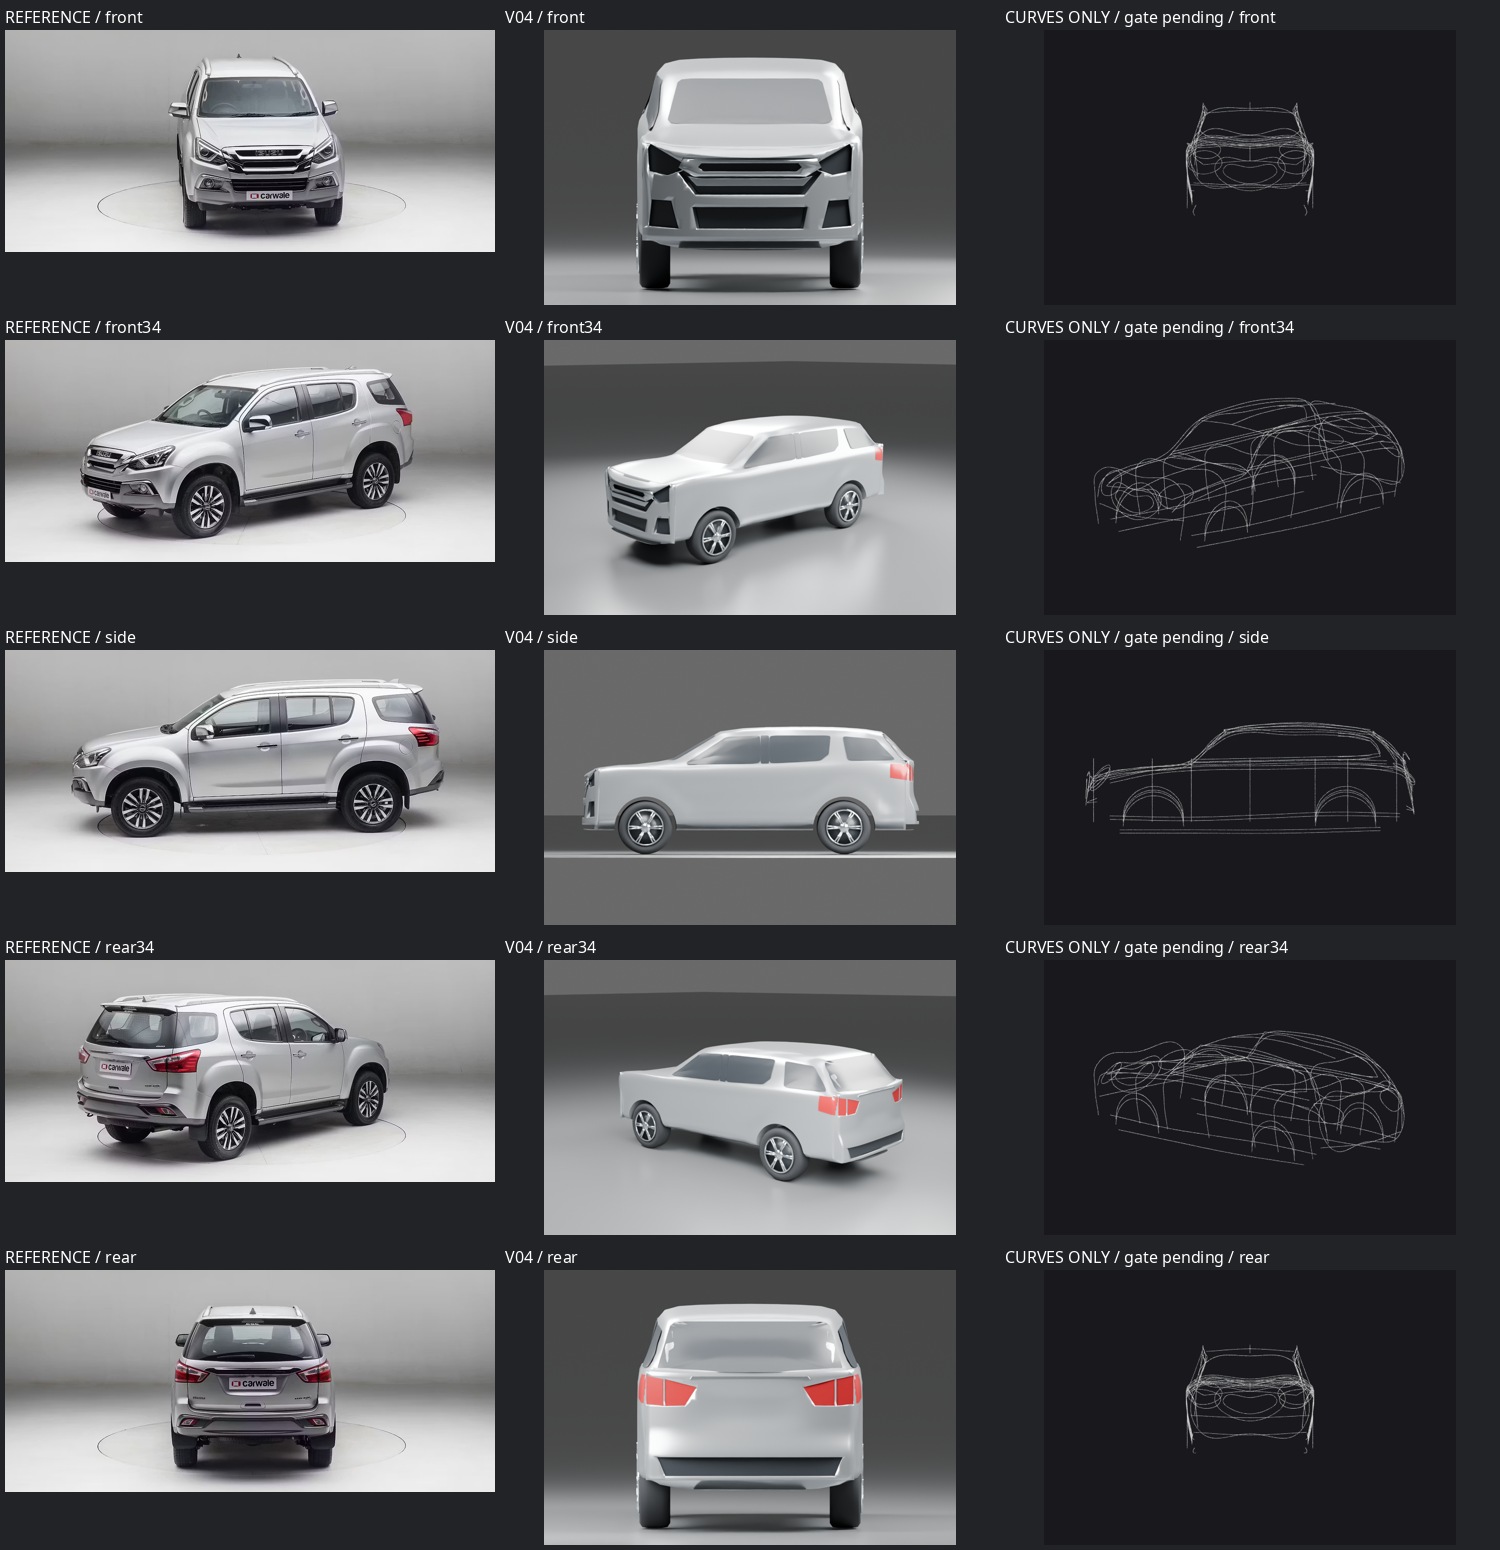 REFERENCE / front
V04 / front
CURVES ONLY / gate pending / front
ISUZU
carwale
REFERENCE / front34
V04 / front34
CURVES ONLY / gate pending / front34
carwale
REFERENCE / side
V04 / side
CURVES ONLY / gate pending / side
REFERENCE / rear34
V04 / rear34
CURVES ONLY / gate pending / rear34
carwale
REFERENCE / rear
V04 / rear
CURVES ONLY / gate pending / rear
carwale